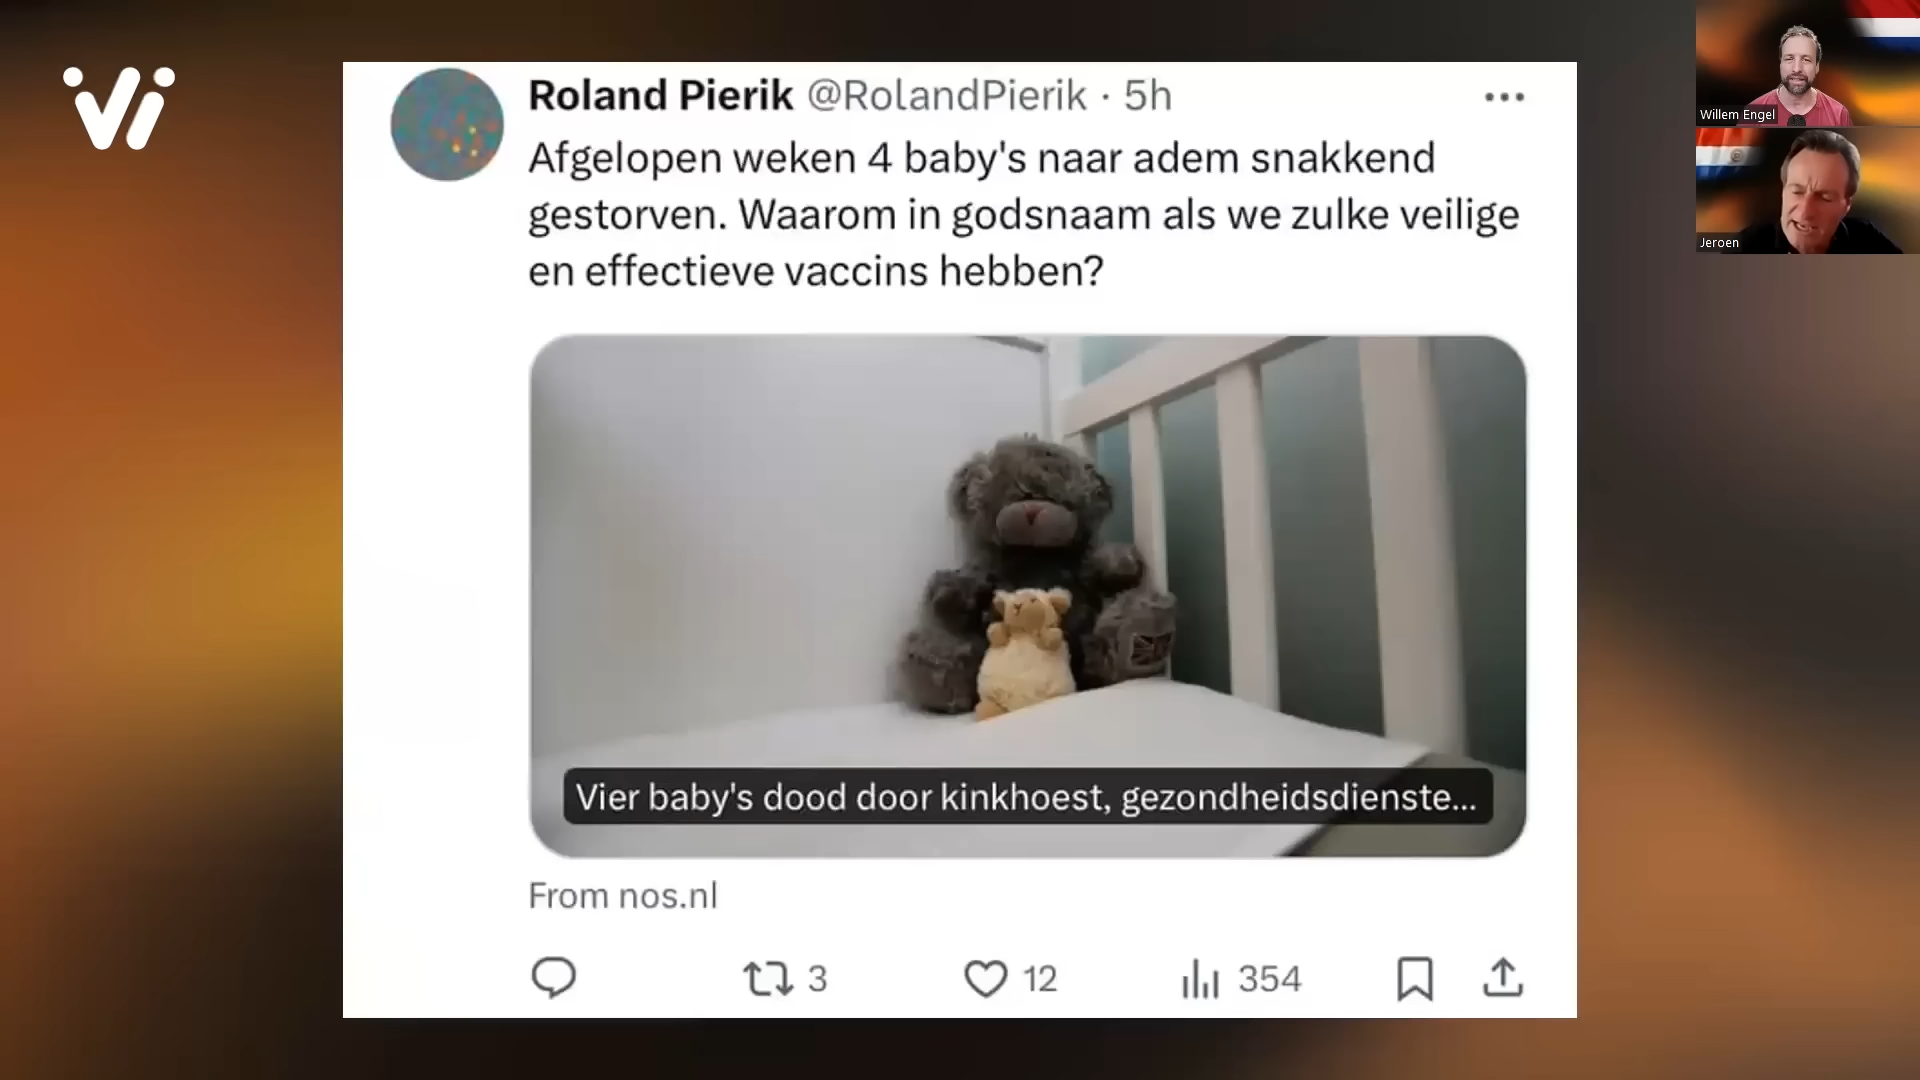 Vi
Roland Pierik @RolandPierik · 5h
Afgelopen weken 4 baby's naar adem snakkend
gestorven. Waarom in godsnaam als we zulke veilige
en effectieve vaccins hebben?
Vier baby's dood door kinkhoest, gezondheidsdienste...
From nos.nl
3
12
354
Willem Engel
Jeroen